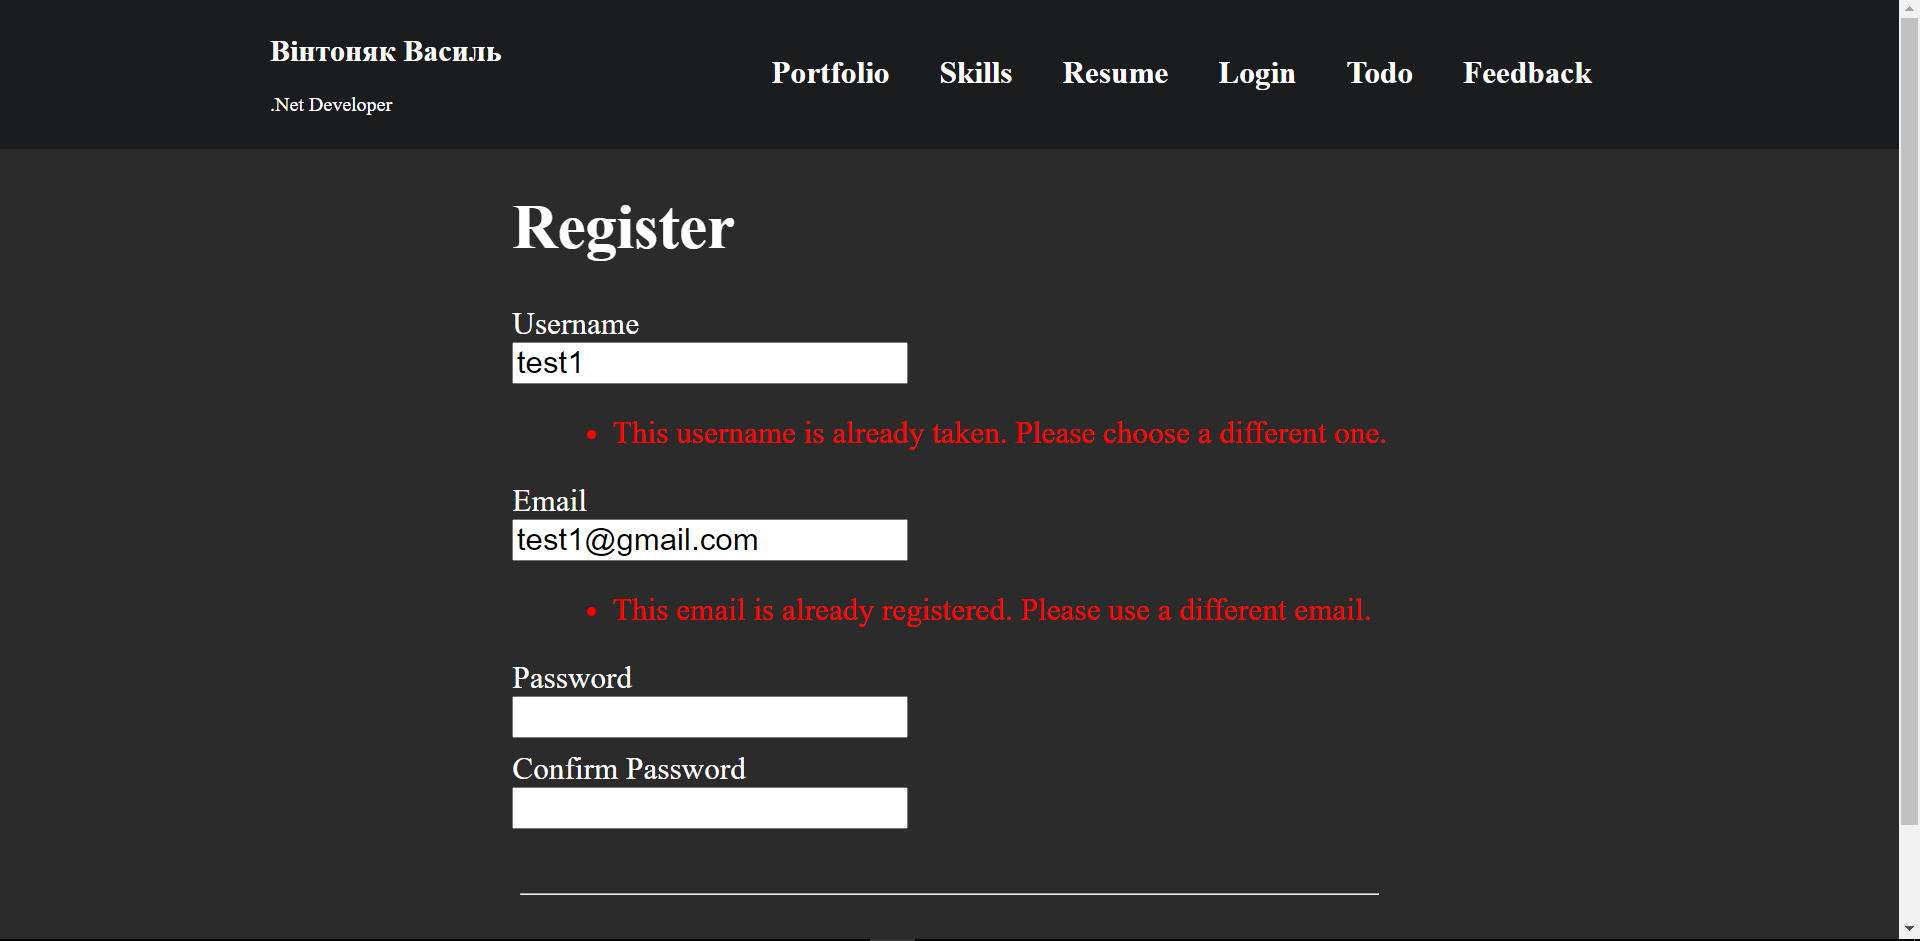 Вінтоняк Василь
.Net Developer
Portfolio Skills Resume Login Todo Feedback
Register
Username
test1
This username is already taken. Please choose a different one.
Email
test1@gmail.com
This email is already registered. Please use a different email.
Password
Confirm Password